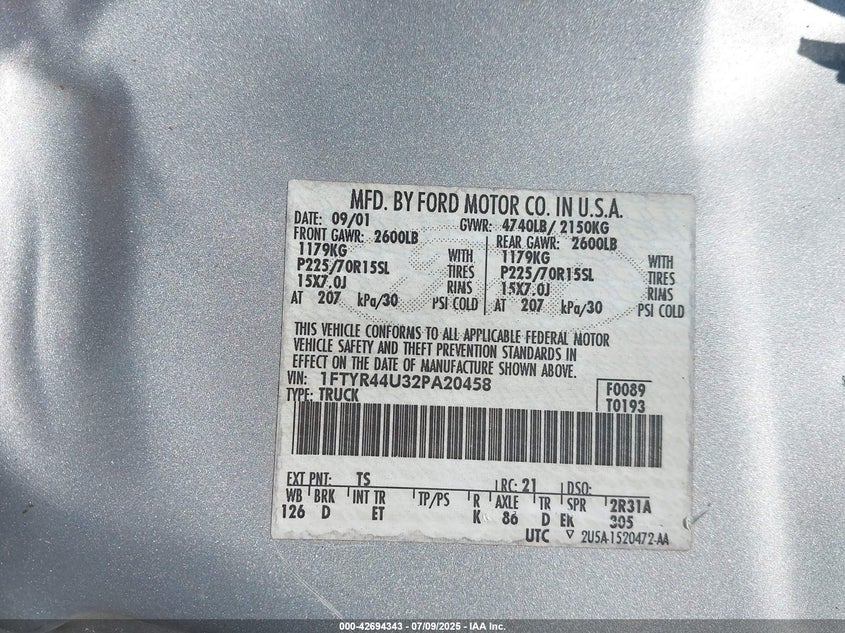 MFD. BY FORD MOTOR CO. IN U.S.A.
DATE: 09/01 GVWR: 4740LB/ 2150KG
FRONT GAWR: 2600LB REAR GAWR: 2600LB
1179KG WITH 1179KG WITH
P225/70R15SL TIRES P225/70R15SL TIRES
15X7.0J RIMS 15X7.0J RIMS
AT 207 kPa/30 PSI COLD AT 207 kPa/30 PSI COLD
THIS VEHICLE CONFORMS TO ALL APPLICABLE FEDERAL MOTOR
VEHICLE SAFETY AND THEFT PREVENTION STANDARDS IN
EFFECT ON THE DATE OF MANUFACTURE SHOWN ABOVE.
VIN: 1FTYR44U32PA20458 F0089
TYPE: TRUCK T0193
EXT PNT: TS RC: 21 DSO:
WB BRK INT TR TP/PS R AXLE TR SPR 2R31A
126 D ET K 86 D EK 305
UTC ▽ 2U5A-1520472-AA
000-42694343 / 07/09/2025 - IAA Inc.